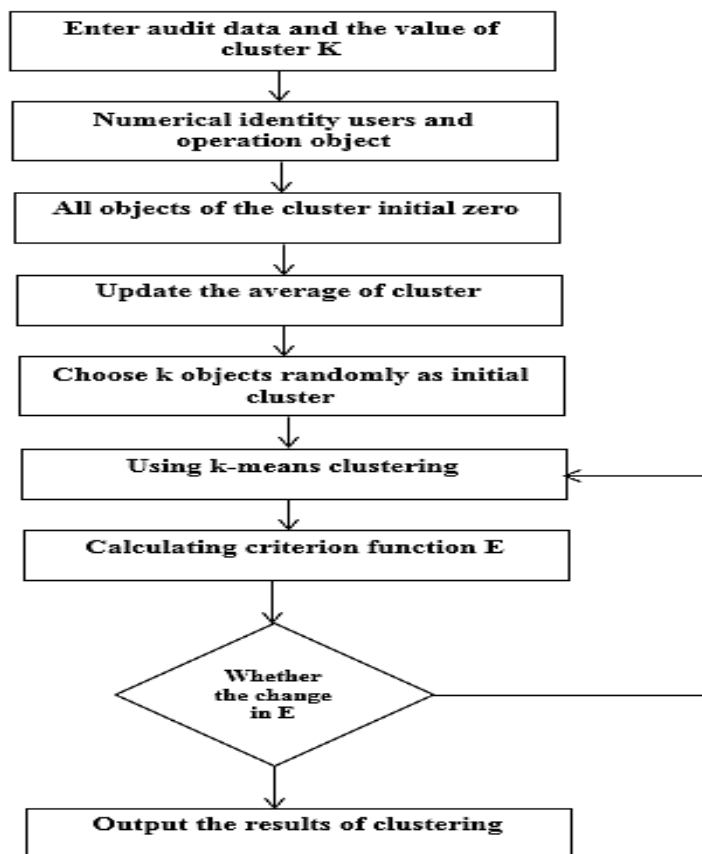 Enter audit data and the value of
cluster K
Numerical identity users and
operation object
All objects of the cluster initial zero
Update the average of cluster
Choose k objects randomly as initial
cluster
Using k-means clustering
Calculating criterion function E
Whether
the change
in E
Output the results of clustering